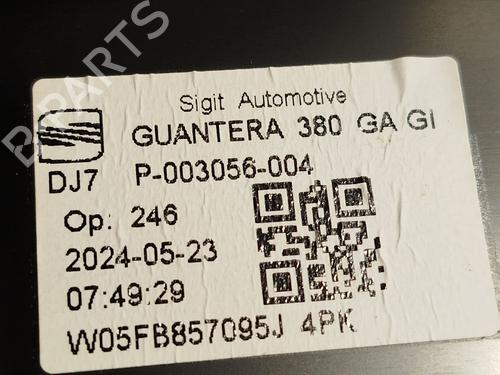 B-PARTS
Sigit Automotive
GUANTERA 380 GA GI
DJ7 P-003056-004
Op: 246
2024-05-23
07:49:29
W05FB857095J 4PK